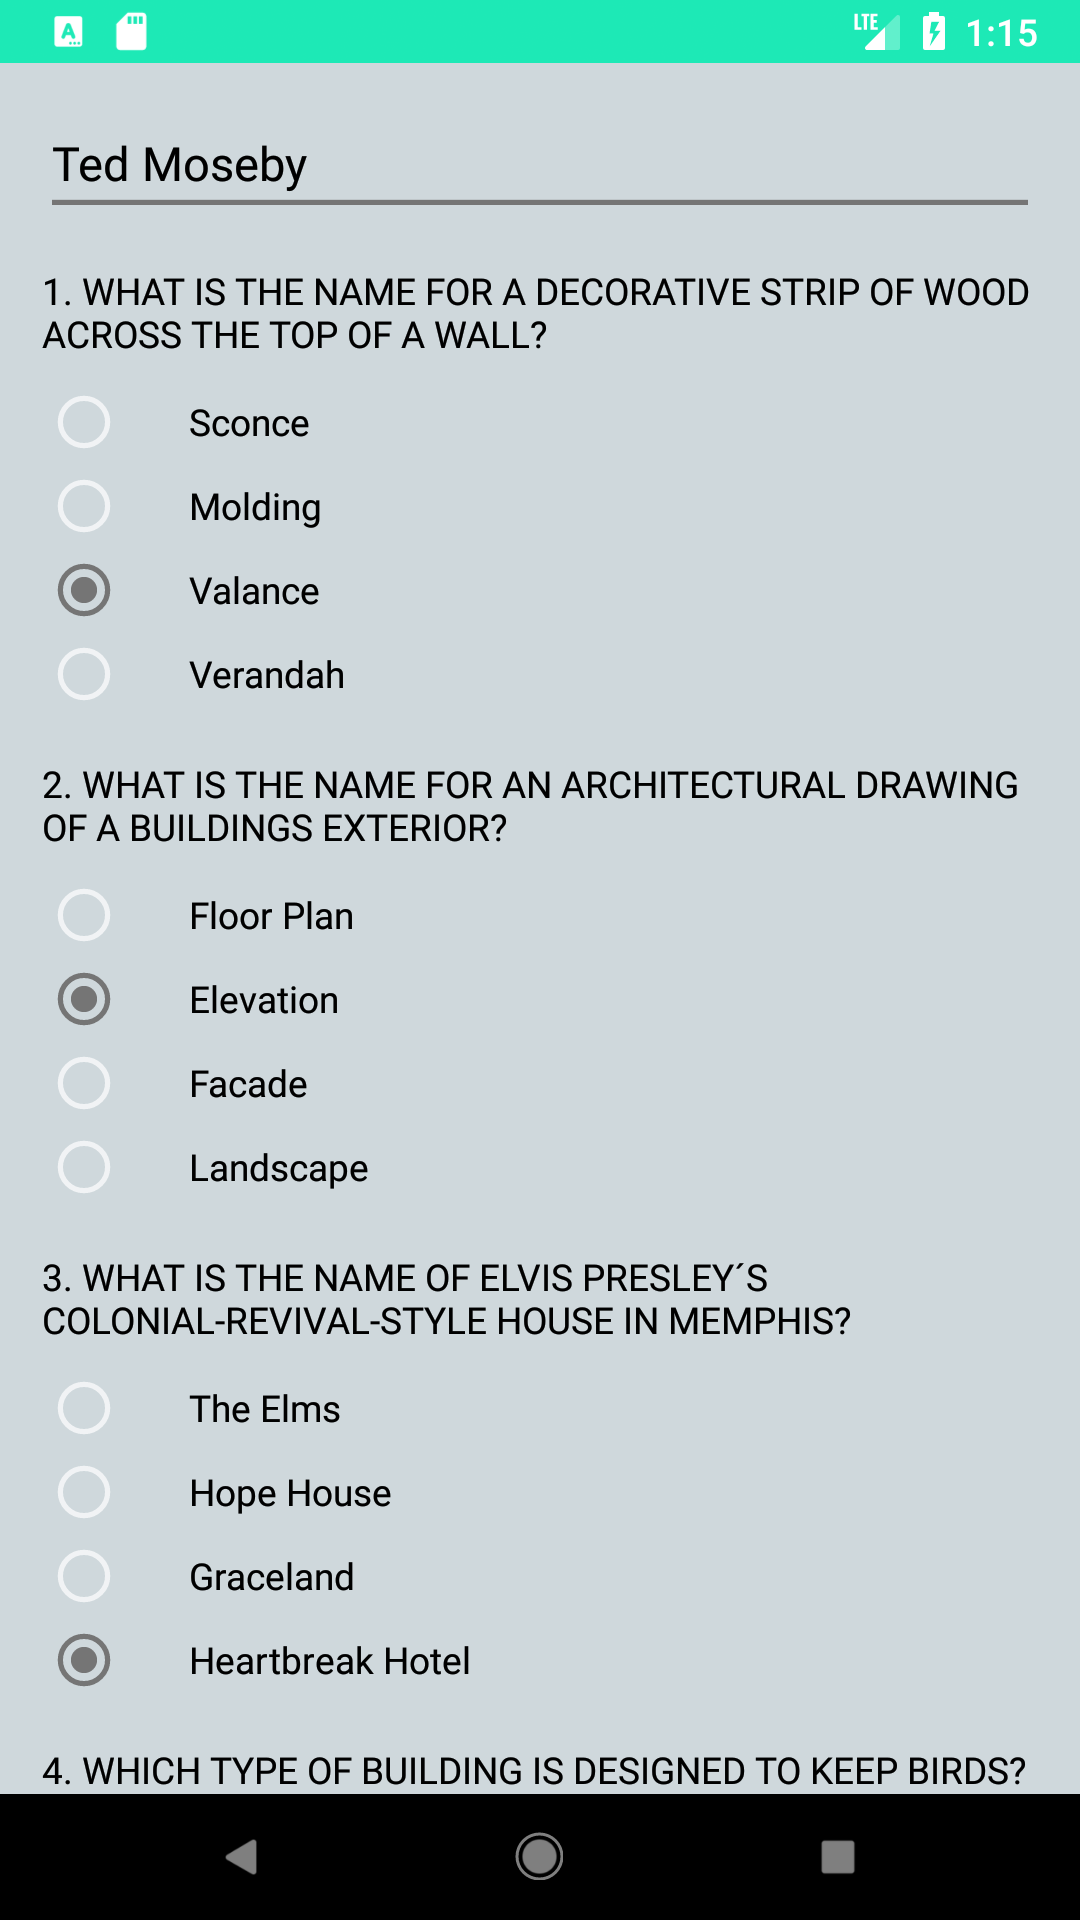 LTE 1:15
Ted Moseby
1. WHAT IS THE NAME FOR A DECORATIVE STRIP OF WOOD
ACROSS THE TOP OF A WALL?
Sconce
Molding
Valance
Verandah
2. WHAT IS THE NAME FOR AN ARCHITECTURAL DRAWING
OF A BUILDINGS EXTERIOR?
Floor Plan
Elevation
Facade
Landscape
3. WHAT IS THE NAME OF ELVIS PRESLEY´S
COLONIAL-REVIVAL-STYLE HOUSE IN MEMPHIS?
The Elms
Hope House
Graceland
Heartbreak Hotel
4. WHICH TYPE OF BUILDING IS DESIGNED TO KEEP BIRDS?